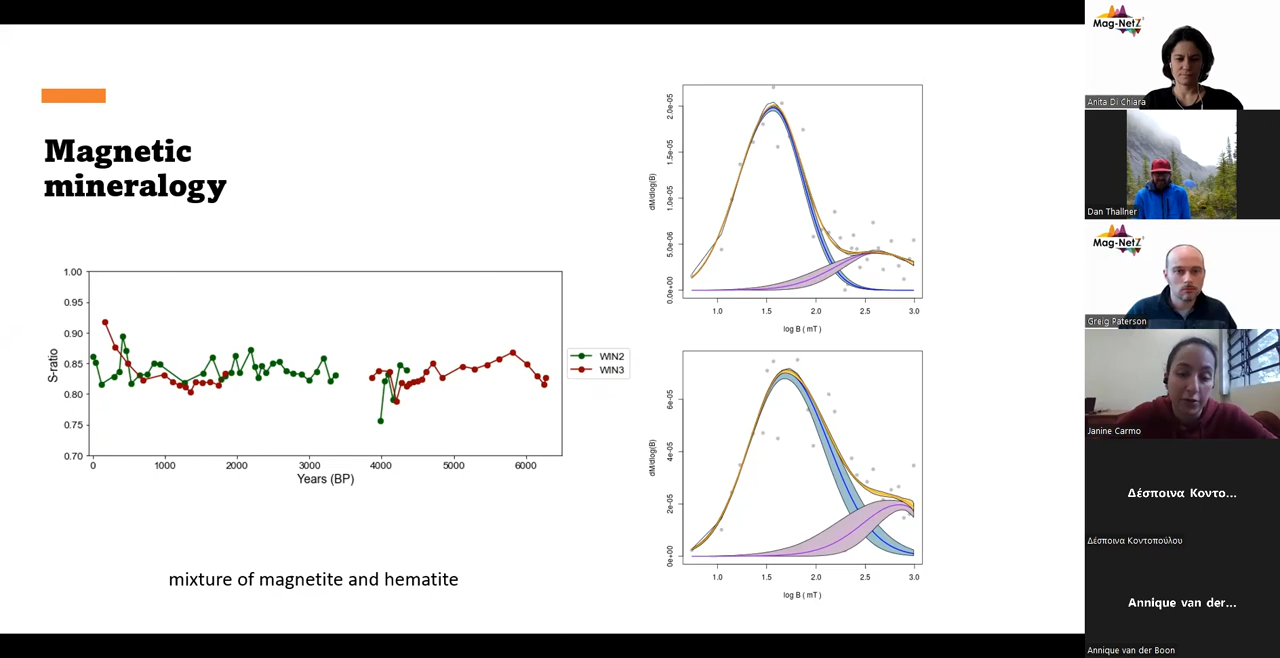 Magnetic
mineralogy
S-ratio
1.00
0.95
0.90
0.85
0.80
0.75
0.70
0
1000
2000
3000
4000
5000
6000
Years (BP)
WIN2
WIN3
mixture of magnetite and hematite
dM/dlog(B)
0.0e+00
5.0e-06
1.0e-05
1.5e-05
2.0e-05
1.0
1.5
2.0
2.5
3.0
log B ( mT )
dM/dlog(B)
0e+00
2e-05
4e-05
6e-05
1.0
1.5
2.0
2.5
3.0
log B ( mT )
Mag-NetZ
Anita Di Chiara
Dan Thallner
Mag-NetZ
Greig Paterson
Janine Carmo
Δέσποινα Κοντο...
Δέσποινα Κοντοπούλου
Annique van der...
Annique van der Boon